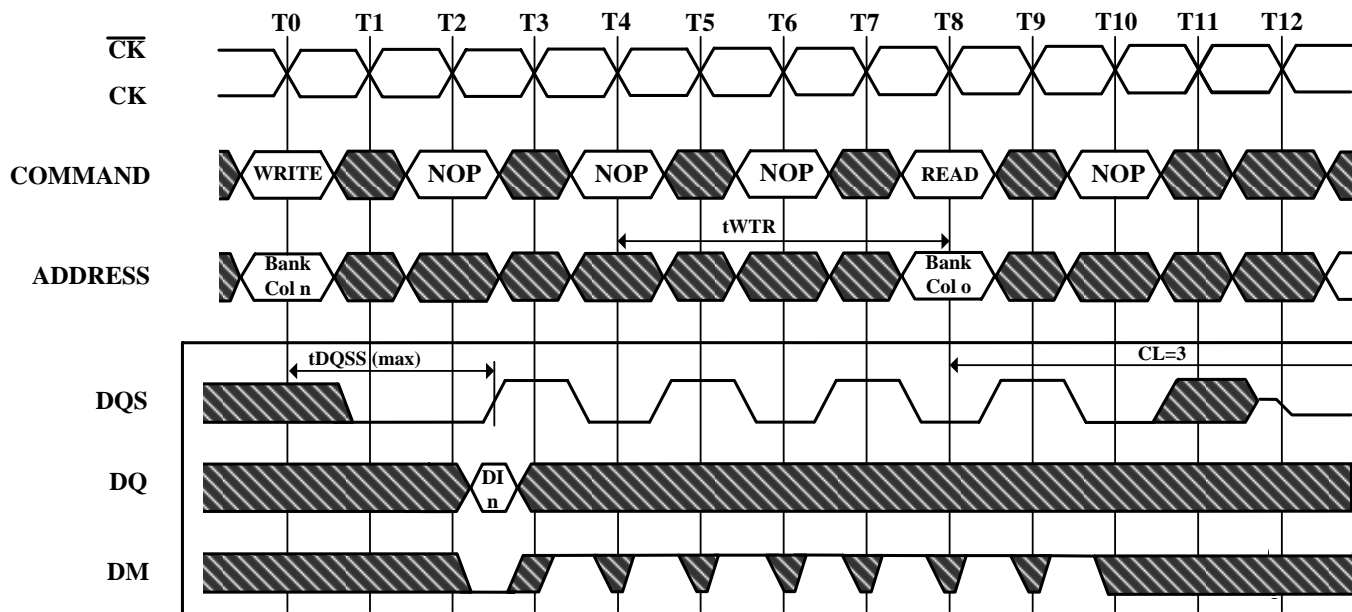 T0 T1 T2 T3 T4 T5 T6 T7 T8 T9 T10 T11 T12
CK
CK
COMMAND WRITE NOP NOP NOP READ NOP
tWTR
ADDRESS Bank Col n Bank Col o
tDQSS (max) CL=3
DQS
DQ DI n
DM